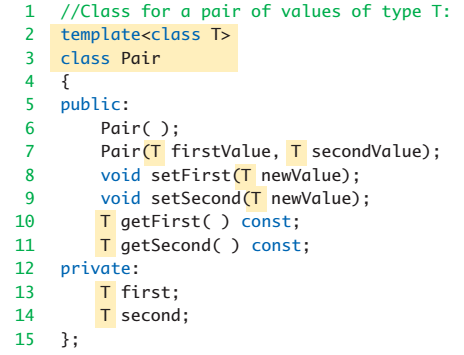 1 //Class for a pair of values of type T:
2 template<class T>
3 class Pair
4 {
5 public:
6     Pair( );
7     Pair(T firstValue, T secondValue);
8     void setFirst(T newValue);
9     void setSecond(T newValue);
10     T getFirst( ) const;
11     T getSecond( ) const;
12 private:
13     T first;
14     T second;
15 };